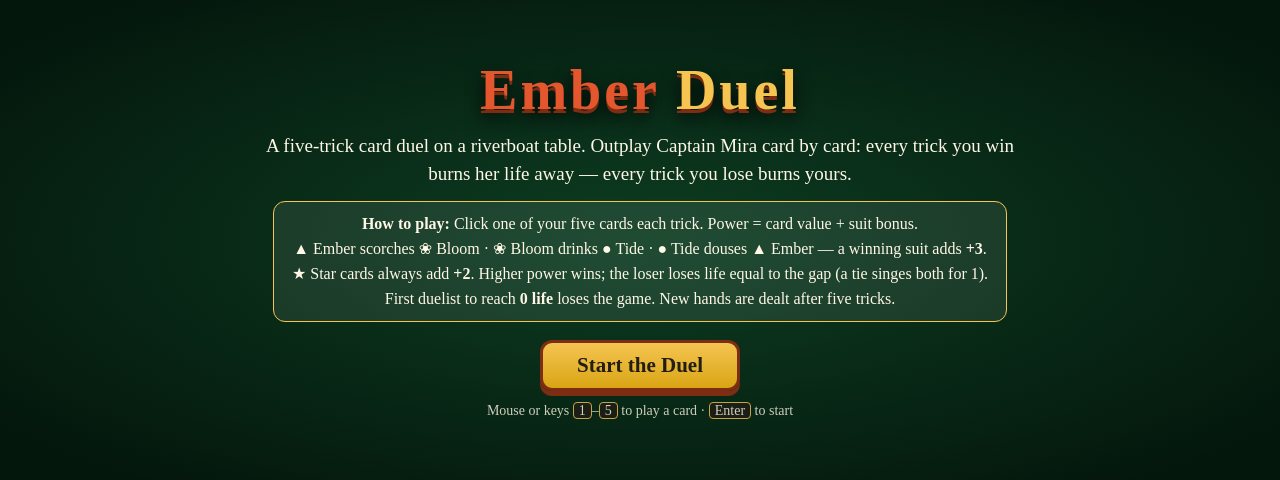 Ember Duel
A five-trick card duel on a riverboat table. Outplay Captain Mira card by card: every trick you win
burns her life away — every trick you lose burns yours.
How to play: Click one of your five cards each trick. Power = card value + suit bonus.
▲ Ember scorches ❀ Bloom · ❀ Bloom drinks ● Tide · ● Tide douses ▲ Ember — a winning suit adds +3.
★ Star cards always add +2. Higher power wins; the loser loses life equal to the gap (a tie singes both for 1).
First duelist to reach 0 life loses the game. New hands are dealt after five tricks.
Start the Duel
Mouse or keys 1–5 to play a card · Enter to start